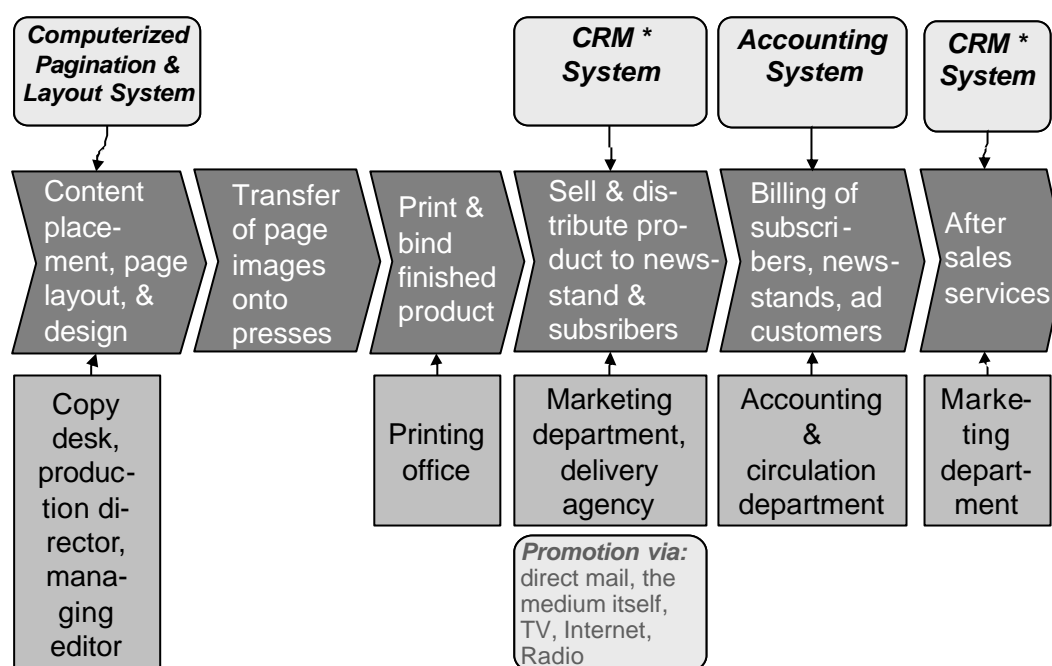 Computerized
Pagination &
Layout System
CRM *
System
Accounting
System
CRM *
System
Content
place-
ment, page
layout, &
design
Transfer
of page
images
onto
presses
Print &
bind
finished
product
Sell & dis-
tribute pro-
duct to news-
stand &
subsribers
Billing of
subscri-
bers, news-
stands, ad
customers
After
sales
services
Copy
desk,
produc-
tion di-
rector,
mana-
ging
editor
Printing
office
Marketing
department,
delivery
agency
Accounting
&
circulation
department
Marke-
ting
depart-
ment
Promotion via:
direct mail, the
medium itself,
TV, Internet,
Radio